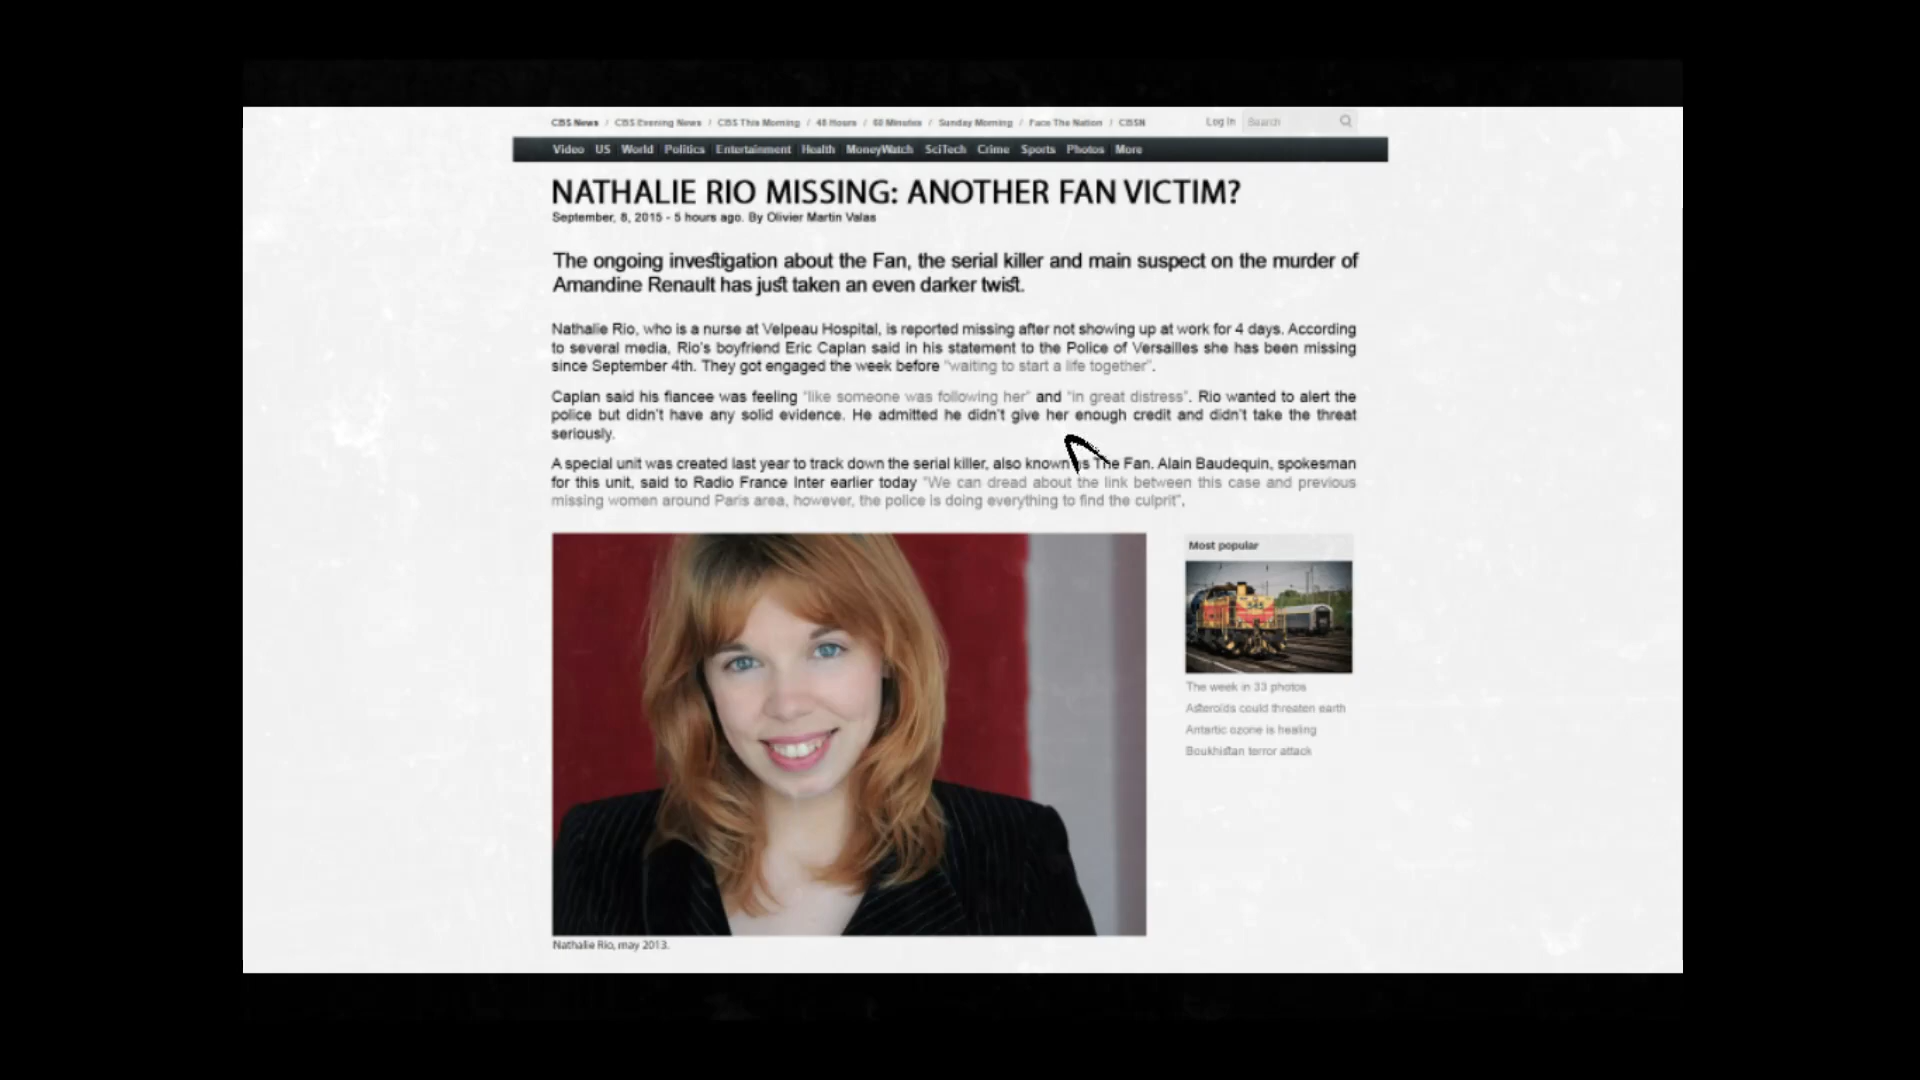 CBS News / CBS Evening News / CBS This Morning / 48 Hours / 60 Minutes / Sunday Morning / Face The Nation / CBSN
Log In Search
Video US World Politics Entertainment Health MoneyWatch SciTech Crime Sports Photos More
NATHALIE RIO MISSING: ANOTHER FAN VICTIM?
September, 8, 2015 - 5 hours ago. By Olivier Martin Valas
The ongoing investigation about the Fan, the serial killer and main suspect on the murder of
Amandine Renault has just taken an even darker twist.
Nathalie Rio, who is a nurse at Velpeau Hospital, is reported missing after not showing up at work for 4 days. According
to several media, Rio's boyfriend Eric Caplan said in his statement to the Police of Versailles she has been missing
since September 4th. They got engaged the week before "waiting to start a life together".
Caplan said his fiancee was feeling "like someone was following her" and "in great distress". Rio wanted to alert the
police but didn't have any solid evidence. He admitted he didn't give her enough credit and didn't take the threat
seriously.
A special unit was created last year to track down the serial killer, also known as The Fan. Alain Baudequin, spokesman
for this unit, said to Radio France Inter earlier today "We can dread about the link between this case and previous
missing women around Paris area, however, the police is doing everything to find the culprit".
Most popular
545
The week in 33 photos
Asteroids could threaten earth
Antartic ozone is healing
Boukhistan terror attack
Nathalie Rio, may 2013.